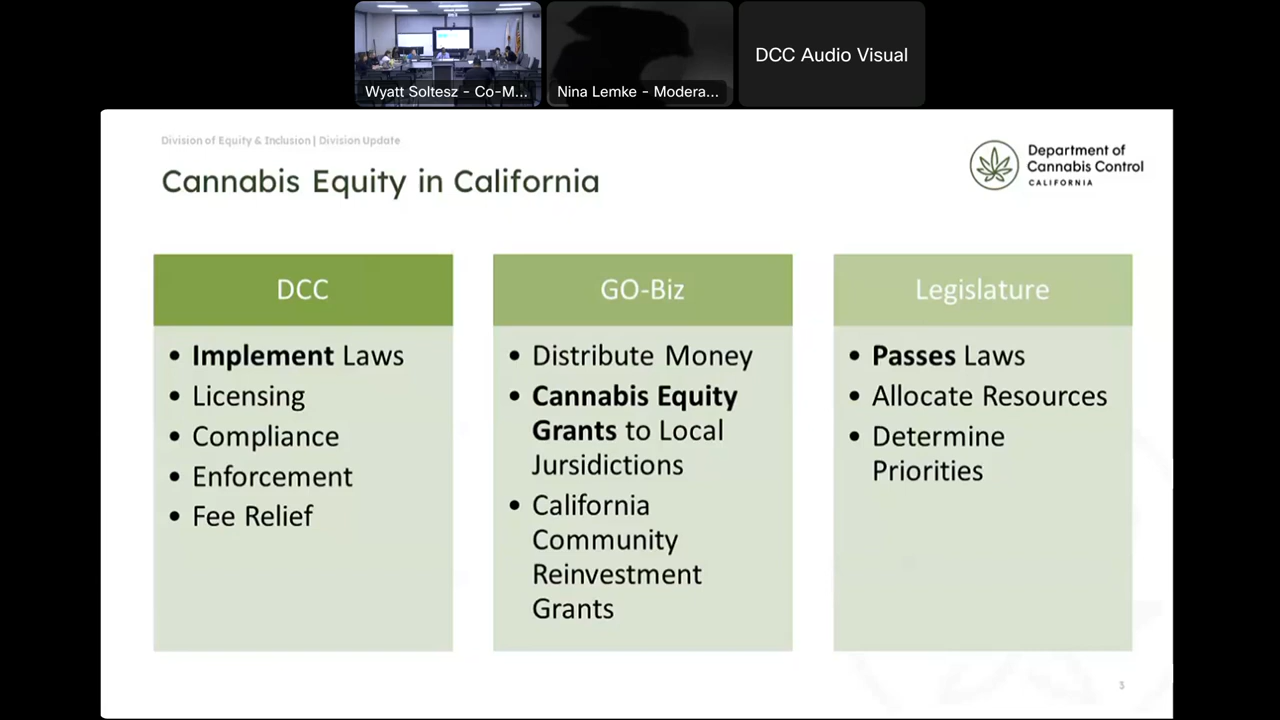 Wyatt Soltesz - Co-M...
Nina Lemke - Modera...
DCC Audio Visual
Division of Equity & Inclusion | Division Update
Cannabis Equity in California
Department of
Cannabis Control
CALIFORNIA
DCC
• Implement Laws
• Licensing
• Compliance
• Enforcement
• Fee Relief
GO-Biz
• Distribute Money
• Cannabis Equity
Grants to Local
Jursidictions
• California
Community
Reinvestment
Grants
Legislature
• Passes Laws
• Allocate Resources
• Determine
Priorities
3